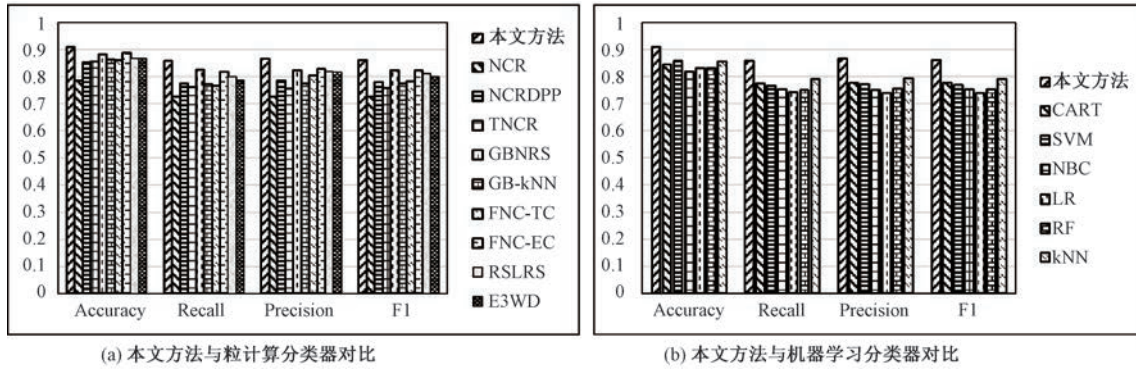 1
0.9
0.8
0.7
0.6
0.5
0.4
0.3
0.2
0.1
0
Accuracy Recall Precision F1
本文方法
NCR
NCRDPP
TNCR
GBNRS
GB-kNN
FNC-TC
FNC-EC
RSLRS
E3WD
(a) 本文方法与粒计算分类器对比
1
0.9
0.8
0.7
0.6
0.5
0.4
0.3
0.2
0.1
0
Accuracy Recall Precision F1
本文方法
CART
SVM
NBC
LR
RF
kNN
(b) 本文方法与机器学习分类器对比